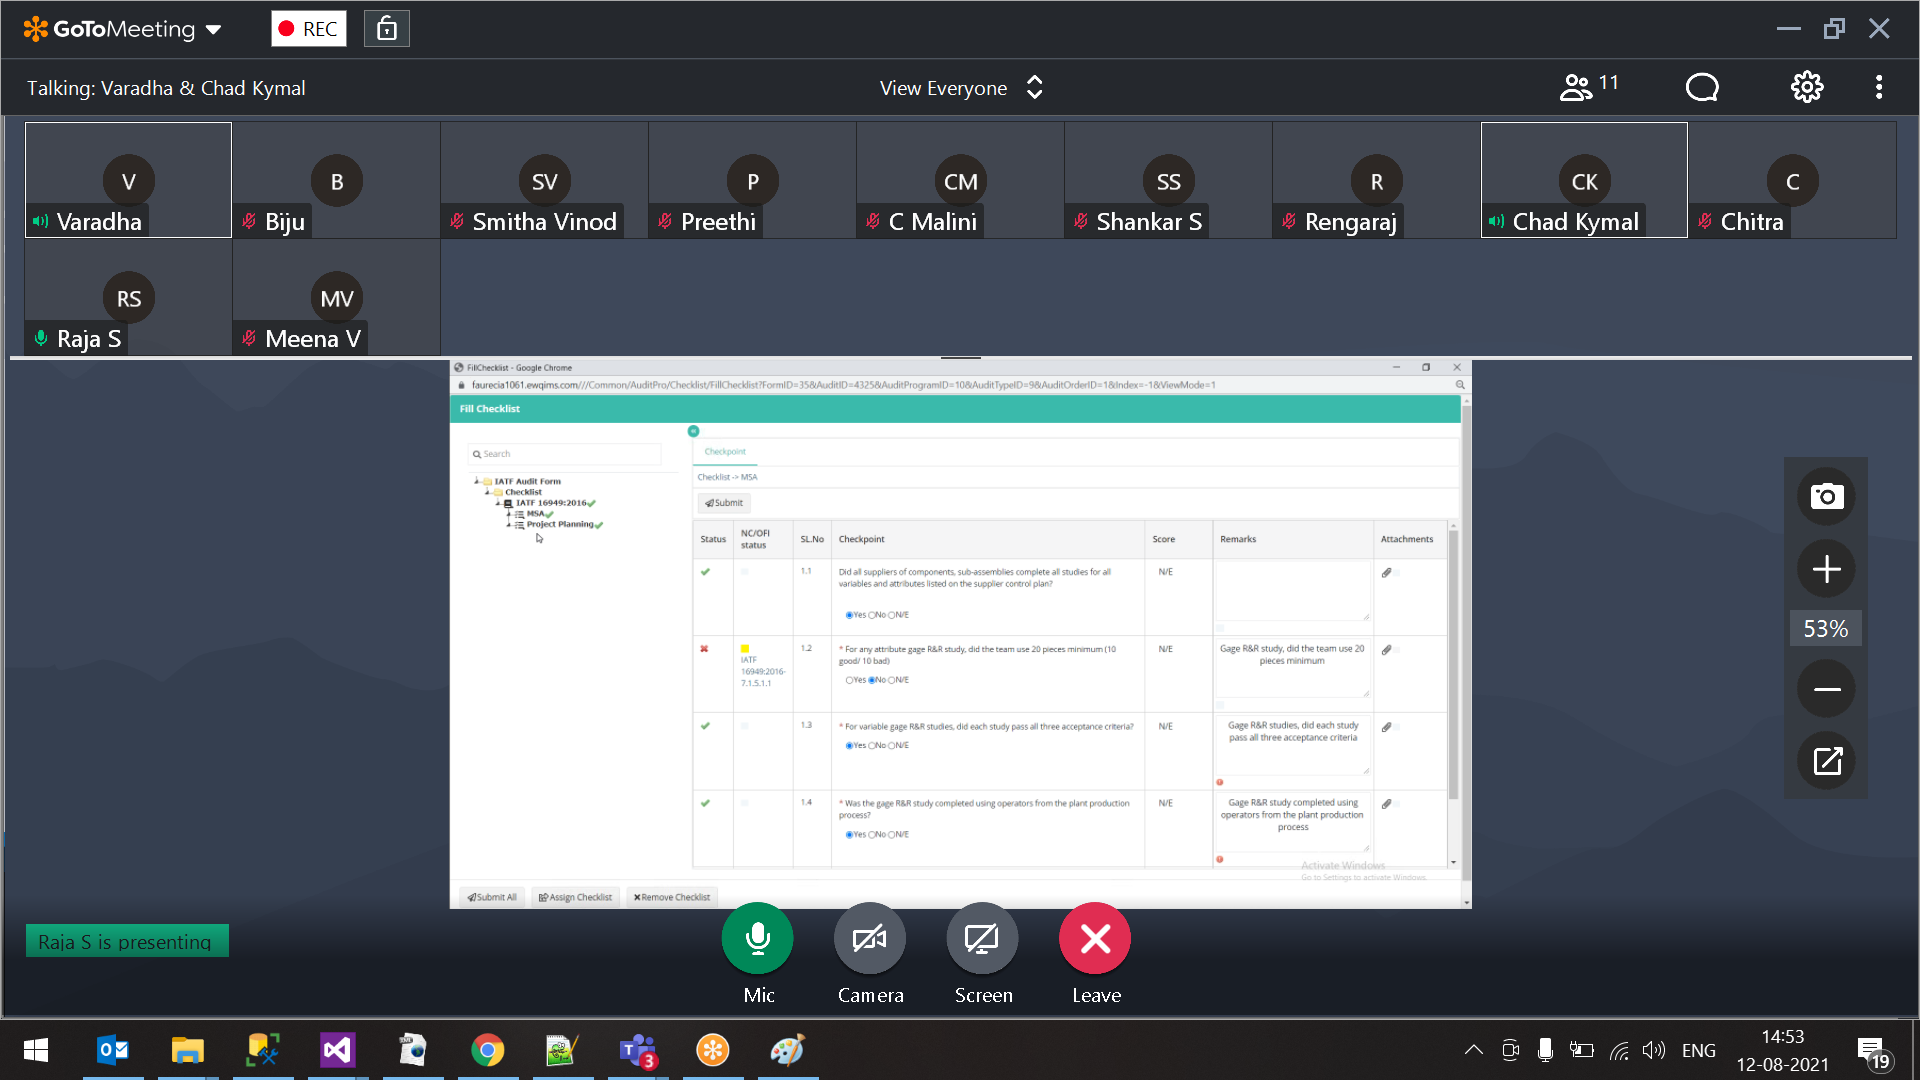 GoToMeeting
REC
Talking: Varadha & Chad Kymal
View Everyone
11
V
Varadha
B
Biju
SV
Smitha Vinod
P
Preethi
CM
C Malini
SS
Shankar S
R
Rengaraj
CK
Chad Kymal
C
Chitra
RS
Raja S
MV
Meena V
FillChecklist - Google Chrome
faurecia1061.ewqims.com///Common/AuditPro/Checklist/FillChecklist?FormID=35&AuditID=4325&AuditProgramID=10&AuditTypeID=9&AuditOrderID=1&Index=-1&ViewMode=1
Fill Checklist
Search
IATF Audit Form
Checklist
IATF 16949:2016
MSA
Project Planning
Checkpoint
Checklist -> MSA
Submit
Status
NC/OFI status
SL.No
Checkpoint
Score
Remarks
Attachments
1.1
Did all suppliers of components, sub-assemblies complete all studies for all
variables and attributes listed on the supplier control plan?
Yes No N/E
N/E
IATF
16949:2016-
7.1.5.1.1
1.2
* For any attribute gage R&R study, did the team use 20 pieces minimum (10
good/ 10 bad)
Yes No N/E
N/E
Gage R&R study, did the team use 20
pieces minimum
1.3
* For variable gage R&R studies, did each study pass all three acceptance criteria?
Yes No N/E
N/E
Gage R&R studies, did each study
pass all three acceptance criteria
1.4
* Was the gage R&R study completed using operators from the plant production
process?
Yes No N/E
N/E
Gage R&R study completed using
operators from the plant production
process
Activate Windows
Go to Settings to activate Windows.
Submit All
Assign Checklist
Remove Checklist
53%
Raja S is presenting
Mic
Camera
Screen
Leave
3
ENG
14:53
12-08-2021
19